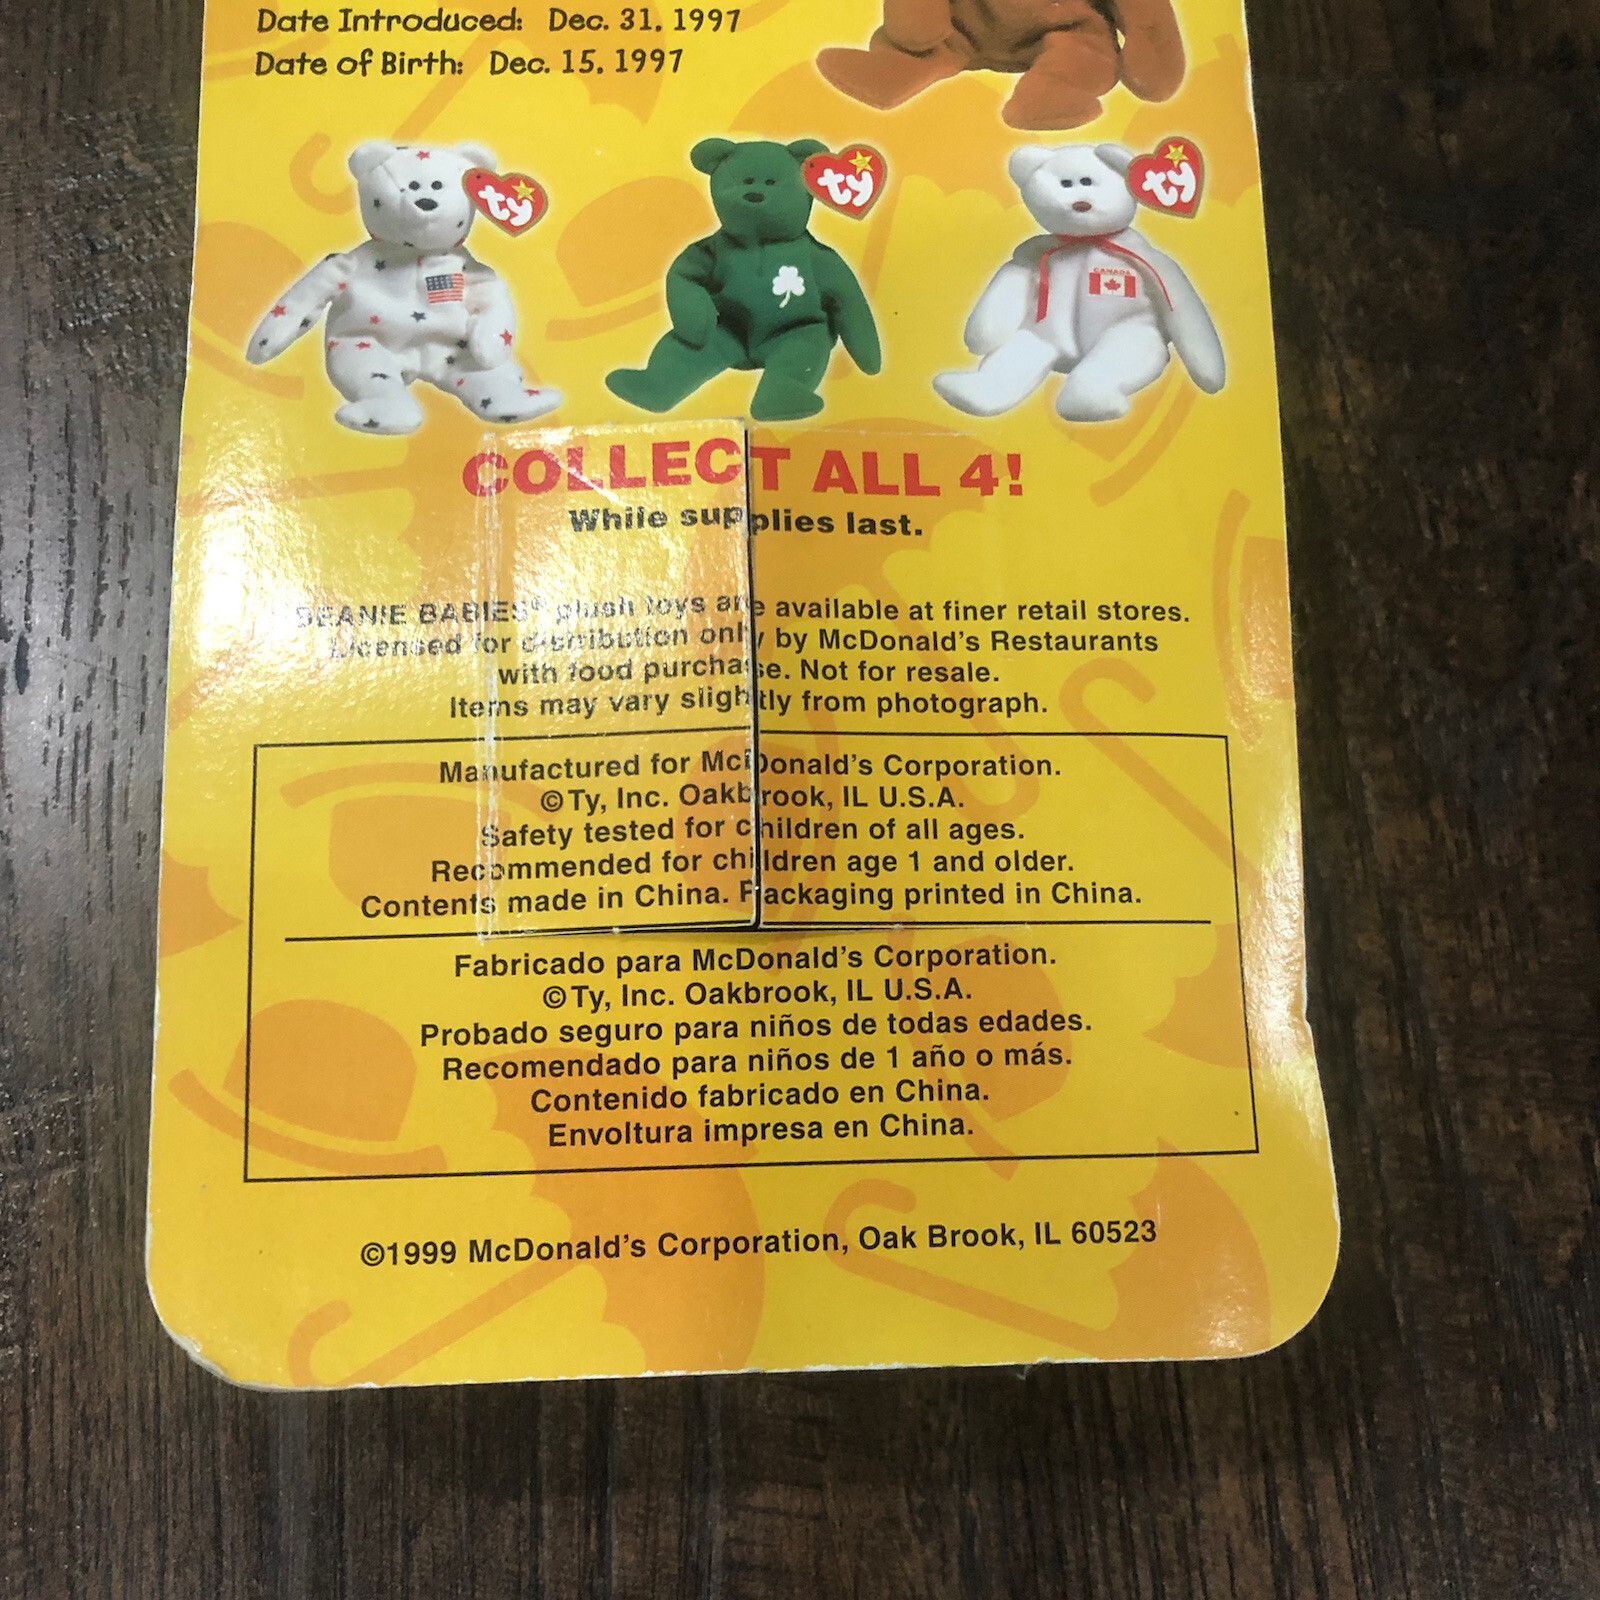 Date Introduced: Dec. 31, 1997
Date of Birth: Dec. 15, 1997
ty
ty
ty
CANADA
COLLECT ALL 4!
While supplies last.
BEANIE BABIES® plush toys are available at finer retail stores.
Licensed for distribution only by McDonald's Restaurants
with food purchase. Not for resale.
Items may vary slightly from photograph.
Manufactured for McDonald's Corporation.
©Ty, Inc. Oakbrook, IL U.S.A.
Safety tested for children of all ages.
Recommended for children age 1 and older.
Contents made in China. Packaging printed in China.
Fabricado para McDonald's Corporation.
©Ty, Inc. Oakbrook, IL U.S.A.
Probado seguro para niños de todas edades.
Recomendado para niños de 1 año o más.
Contenido fabricado en China.
Envoltura impresa en China.
©1999 McDonald's Corporation, Oak Brook, IL 60523